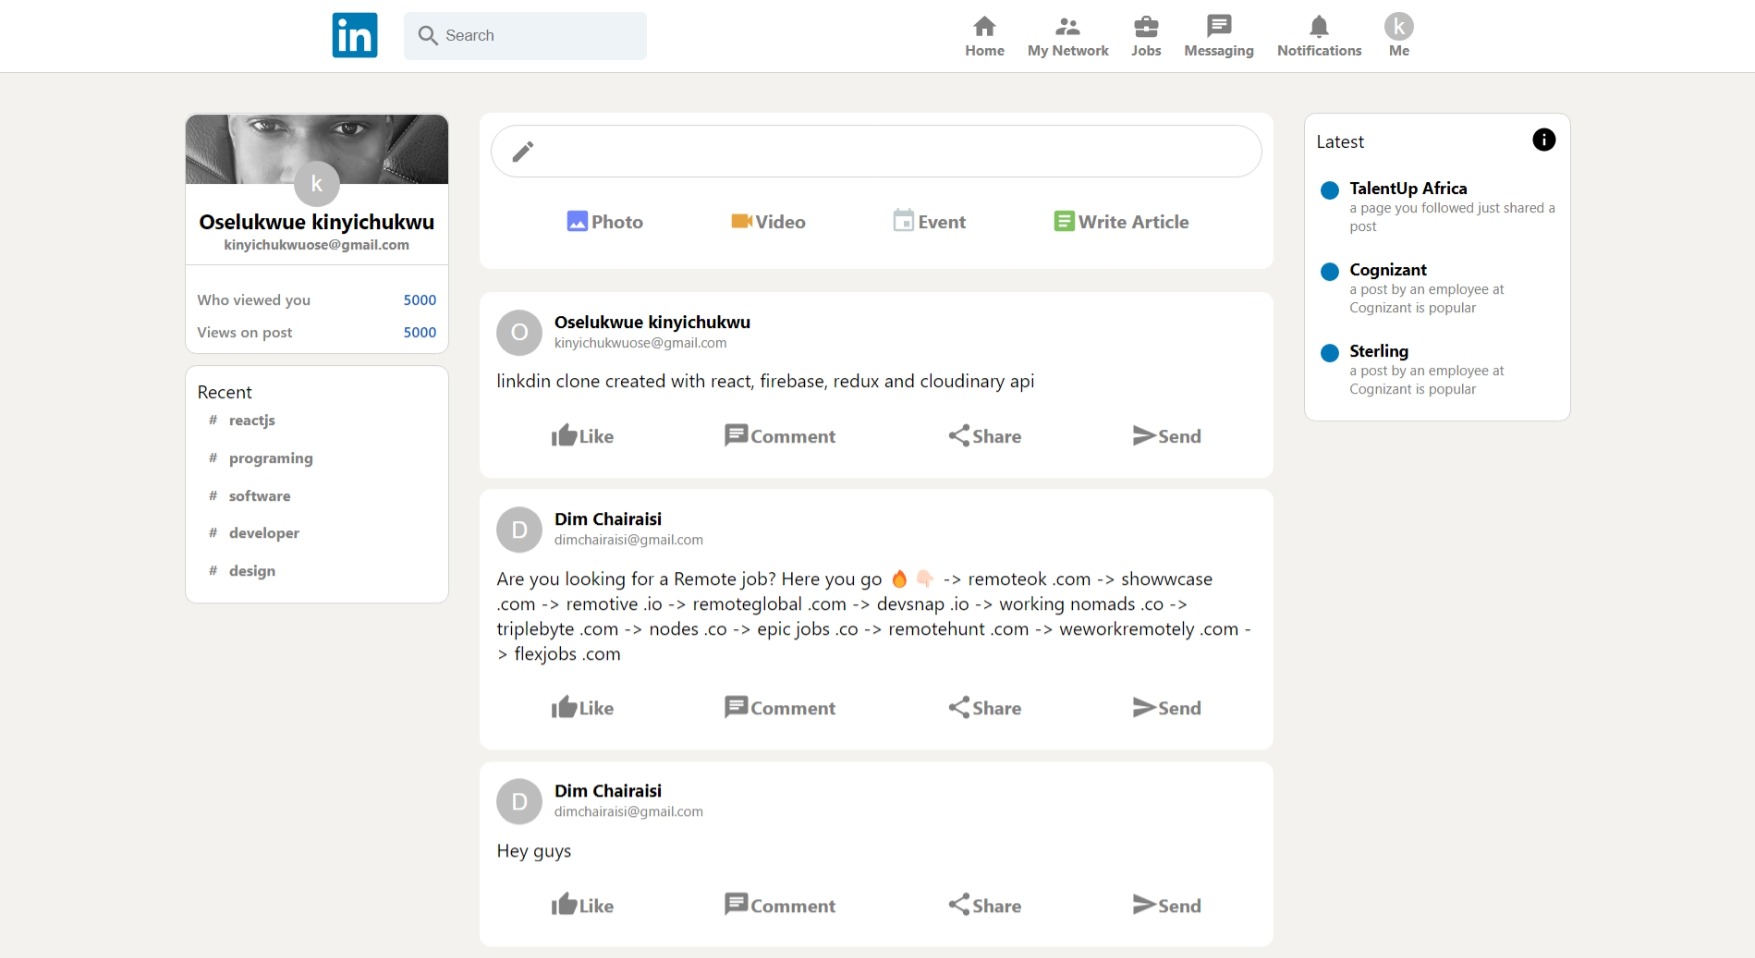 in
Search
Home
My Network
Jobs
Messaging
Notifications
k
Me
k
Oselukwue kinyichukwu
kinyichukwuose@gmail.com
Who viewed you 5000
Views on post 5000
Recent
# reactjs
# programing
# software
# developer
# design
Photo
Video
Event
Write Article
O
Oselukwue kinyichukwu
kinyichukwuose@gmail.com
linkdin clone created with react, firebase, redux and cloudinary api
Like
Comment
Share
Send
D
Dim Chairaisi
dimchairaisi@gmail.com
Are you looking for a Remote job? Here you go 🔥 👇🏻 -> remoteok .com -> showwcase
.com -> remotive .io -> remoteglobal .com -> devsnap .io -> working nomads .co ->
triplebyte .com -> nodes .co -> epic jobs .co -> remotehunt .com -> weworkremotely .com -
> flexjobs .com
Like
Comment
Share
Send
D
Dim Chairaisi
dimchairaisi@gmail.com
Hey guys
Like
Comment
Share
Send
Latest
TalentUp Africa
a page you followed just shared a
post
Cognizant
a post by an employee at
Cognizant is popular
Sterling
a post by an employee at
Cognizant is popular